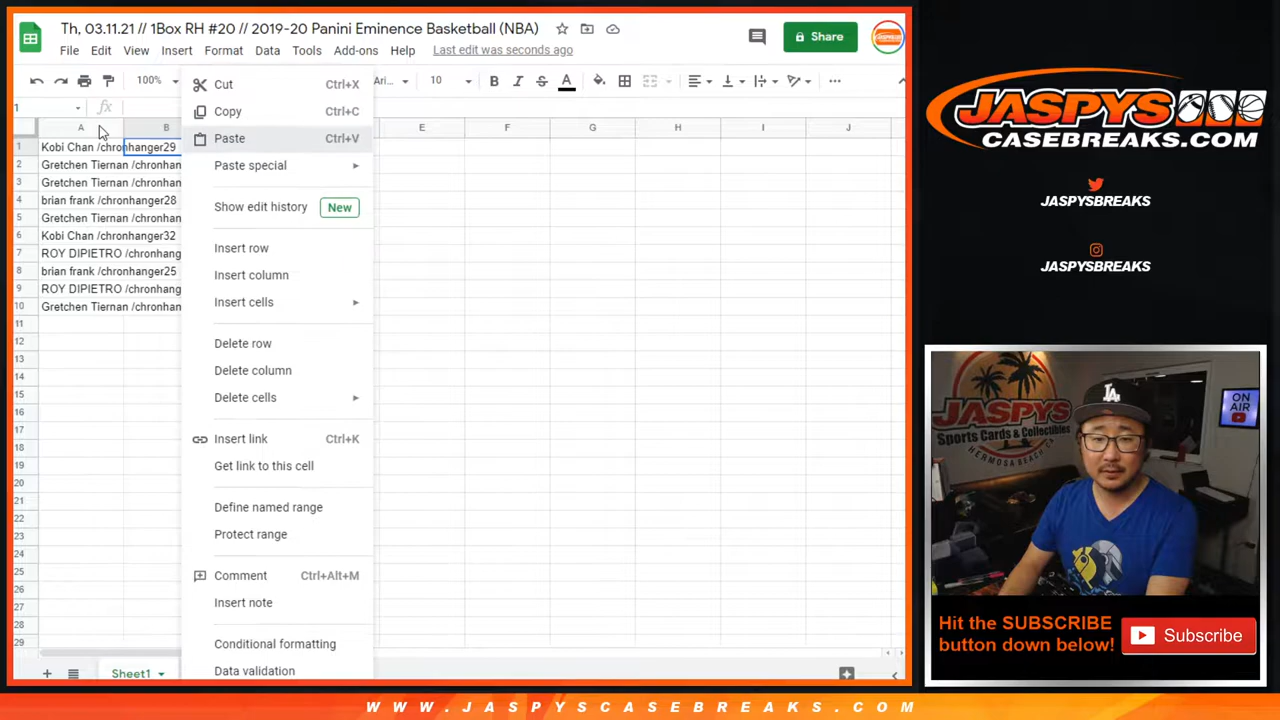 Th, 03.11.21 // 1Box RH #20 // 2019-20 Panini Eminence Basketball (NBA)
File Edit View Insert Format Data Tools Add-ons Help Last edit was seconds ago
Share
100% Ari... 10
1 fx
A B E F G H I J
1 Kobi Chan /chronhanger29
2 Gretchen Tiernan /chronhan
3 Gretchen Tiernan /chronhan
4 brian frank /chronhanger28
5 Gretchen Tiernan /chronhan
6 Kobi Chan /chronhanger32
7 ROY DIPIETRO /chronhang
8 brian frank /chronhanger25
9 ROY DIPIETRO /chronhang
10 Gretchen Tiernan /chronhan
11
12
13
14
15
16
17
18
19
20
21
22
23
24
25
26
27
28
29
Cut Ctrl+X
Copy Ctrl+C
Paste Ctrl+V
Paste special
Show edit history New
Insert row
Insert column
Insert cells
Delete row
Delete column
Delete cells
Insert link Ctrl+K
Get link to this cell
Define named range
Protect range
Comment Ctrl+Alt+M
Insert note
Conditional formatting
Data validation
Sheet1
JASPYS
CASEBREAKS.COM
JASPYSBREAKS
JASPYSBREAKS
JASPYS
Sports Cards & Collectibles
HERMOSA BEACH CA
LA
ON
AIR
Hit the SUBSCRIBE
button down below!
Subscribe
WWW.JASPYSCASEBREAKS.COM